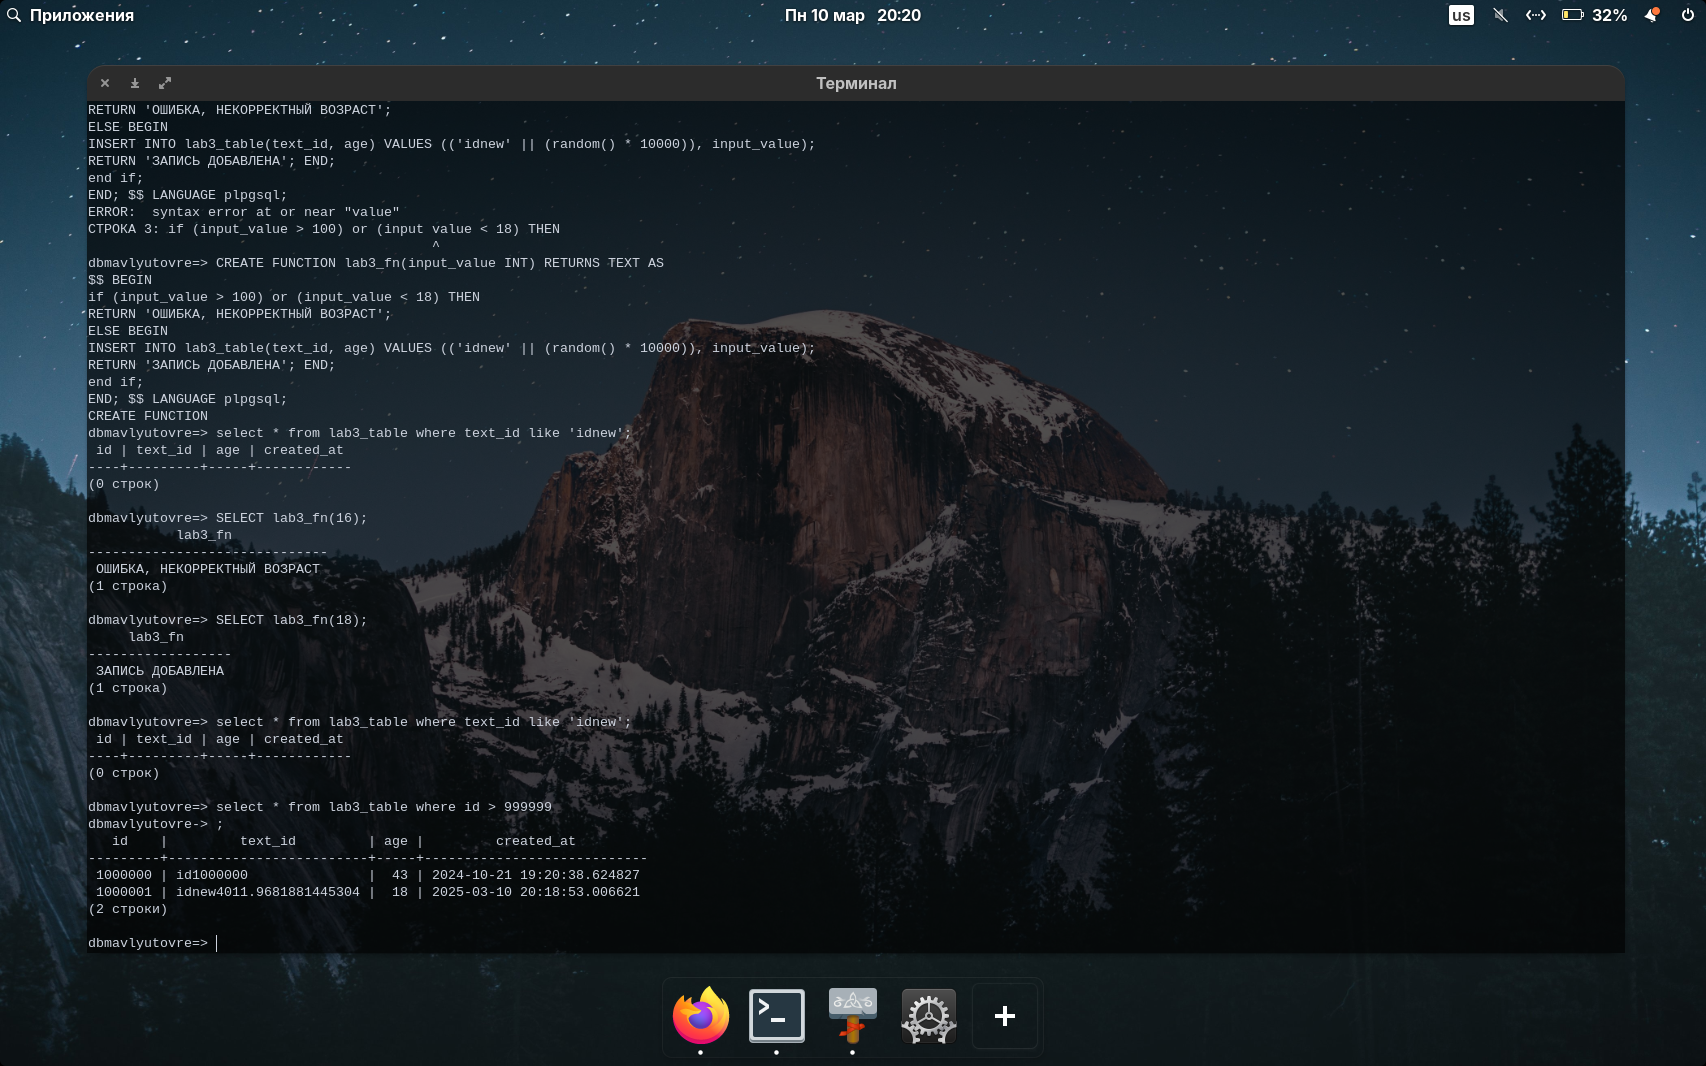 Приложения
Пн 10 мар 20:20
us
32%
Терминал
RETURN 'ОШИБКА, НЕКОРРЕКТНЫЙ ВОЗРАСТ';
ELSE BEGIN
INSERT INTO lab3_table(text_id, age) VALUES (('idnew' || (random() * 10000)), input_value);
RETURN 'ЗАПИСЬ ДОБАВЛЕНА'; END;
end if;
END; $$ LANGUAGE plpgsql;
ERROR:  syntax error at or near "value"
СТРОКА 3: if (input_value > 100) or (input value < 18) THEN
                                           ^
dbmavlyutovre=> CREATE FUNCTION lab3_fn(input_value INT) RETURNS TEXT AS
$$ BEGIN
if (input_value > 100) or (input_value < 18) THEN
RETURN 'ОШИБКА, НЕКОРРЕКТНЫЙ ВОЗРАСТ';
ELSE BEGIN
INSERT INTO lab3_table(text_id, age) VALUES (('idnew' || (random() * 10000)), input_value);
RETURN 'ЗАПИСЬ ДОБАВЛЕНА'; END;
end if;
END; $$ LANGUAGE plpgsql;
CREATE FUNCTION
dbmavlyutovre=> select * from lab3_table where text_id like 'idnew';
 id | text_id | age | created_at
----+---------+-----+------------
(0 строк)
dbmavlyutovre=> SELECT lab3_fn(16);
           lab3_fn
------------------------------
 ОШИБКА, НЕКОРРЕКТНЫЙ ВОЗРАСТ
(1 строка)
dbmavlyutovre=> SELECT lab3_fn(18);
     lab3_fn
------------------
 ЗАПИСЬ ДОБАВЛЕНА
(1 строка)
dbmavlyutovre=> select * from lab3_table where text_id like 'idnew';
 id | text_id | age | created_at
----+---------+-----+------------
(0 строк)
dbmavlyutovre=> select * from lab3_table where id > 999999
dbmavlyutovre-> ;
   id    |         text_id         | age |         created_at
---------+-------------------------+-----+----------------------------
 1000000 | id1000000               |  43 | 2024-10-21 19:20:38.624827
 1000001 | idnew4011.9681881445304 |  18 | 2025-03-10 20:18:53.006621
(2 строки)
dbmavlyutovre=>